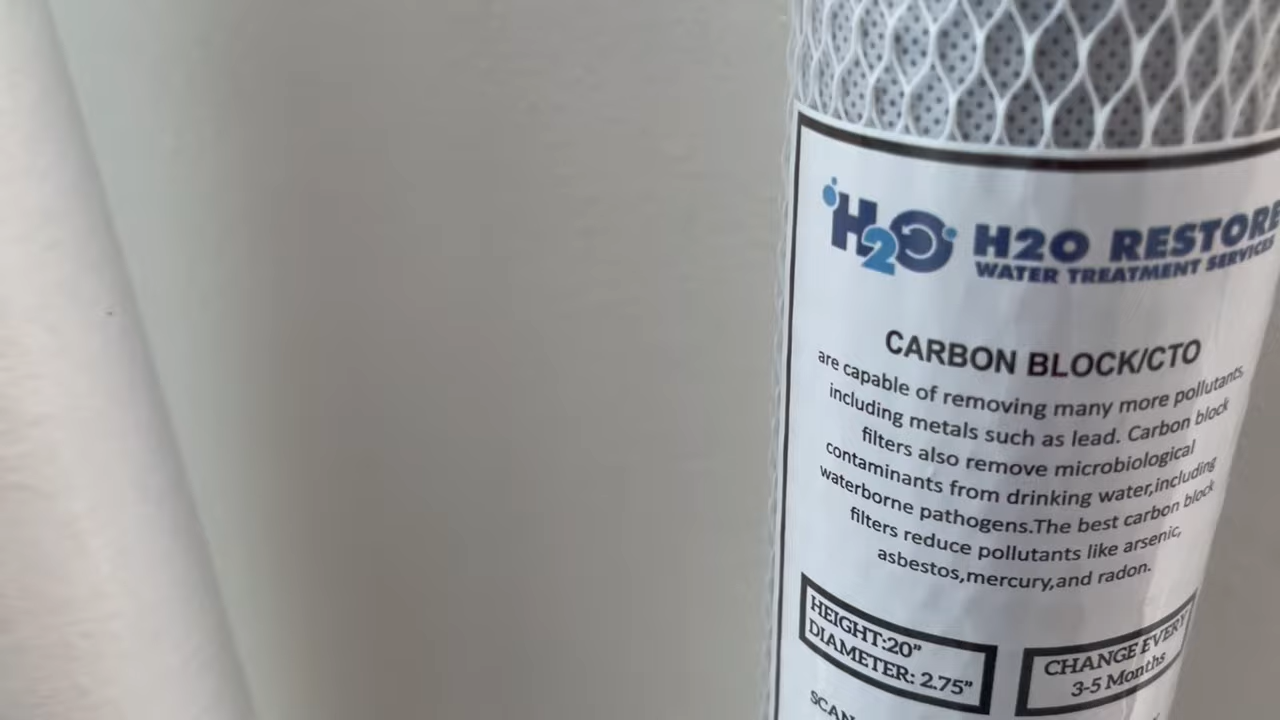 H2O H2O RESTORE
WATER TREATMENT SERVICES
CARBON BLOCK/CTO
are capable of removing many more pollutants,
including metals such as lead. Carbon block
filters also remove microbiological
contaminants from drinking water,including
waterborne pathogens.The best carbon block
filters reduce pollutants like arsenic,
asbestos,mercury,and radon.
HEIGHT:20”
DIAMETER: 2.75”
CHANGE EVERY
3-5 Months
SCAN